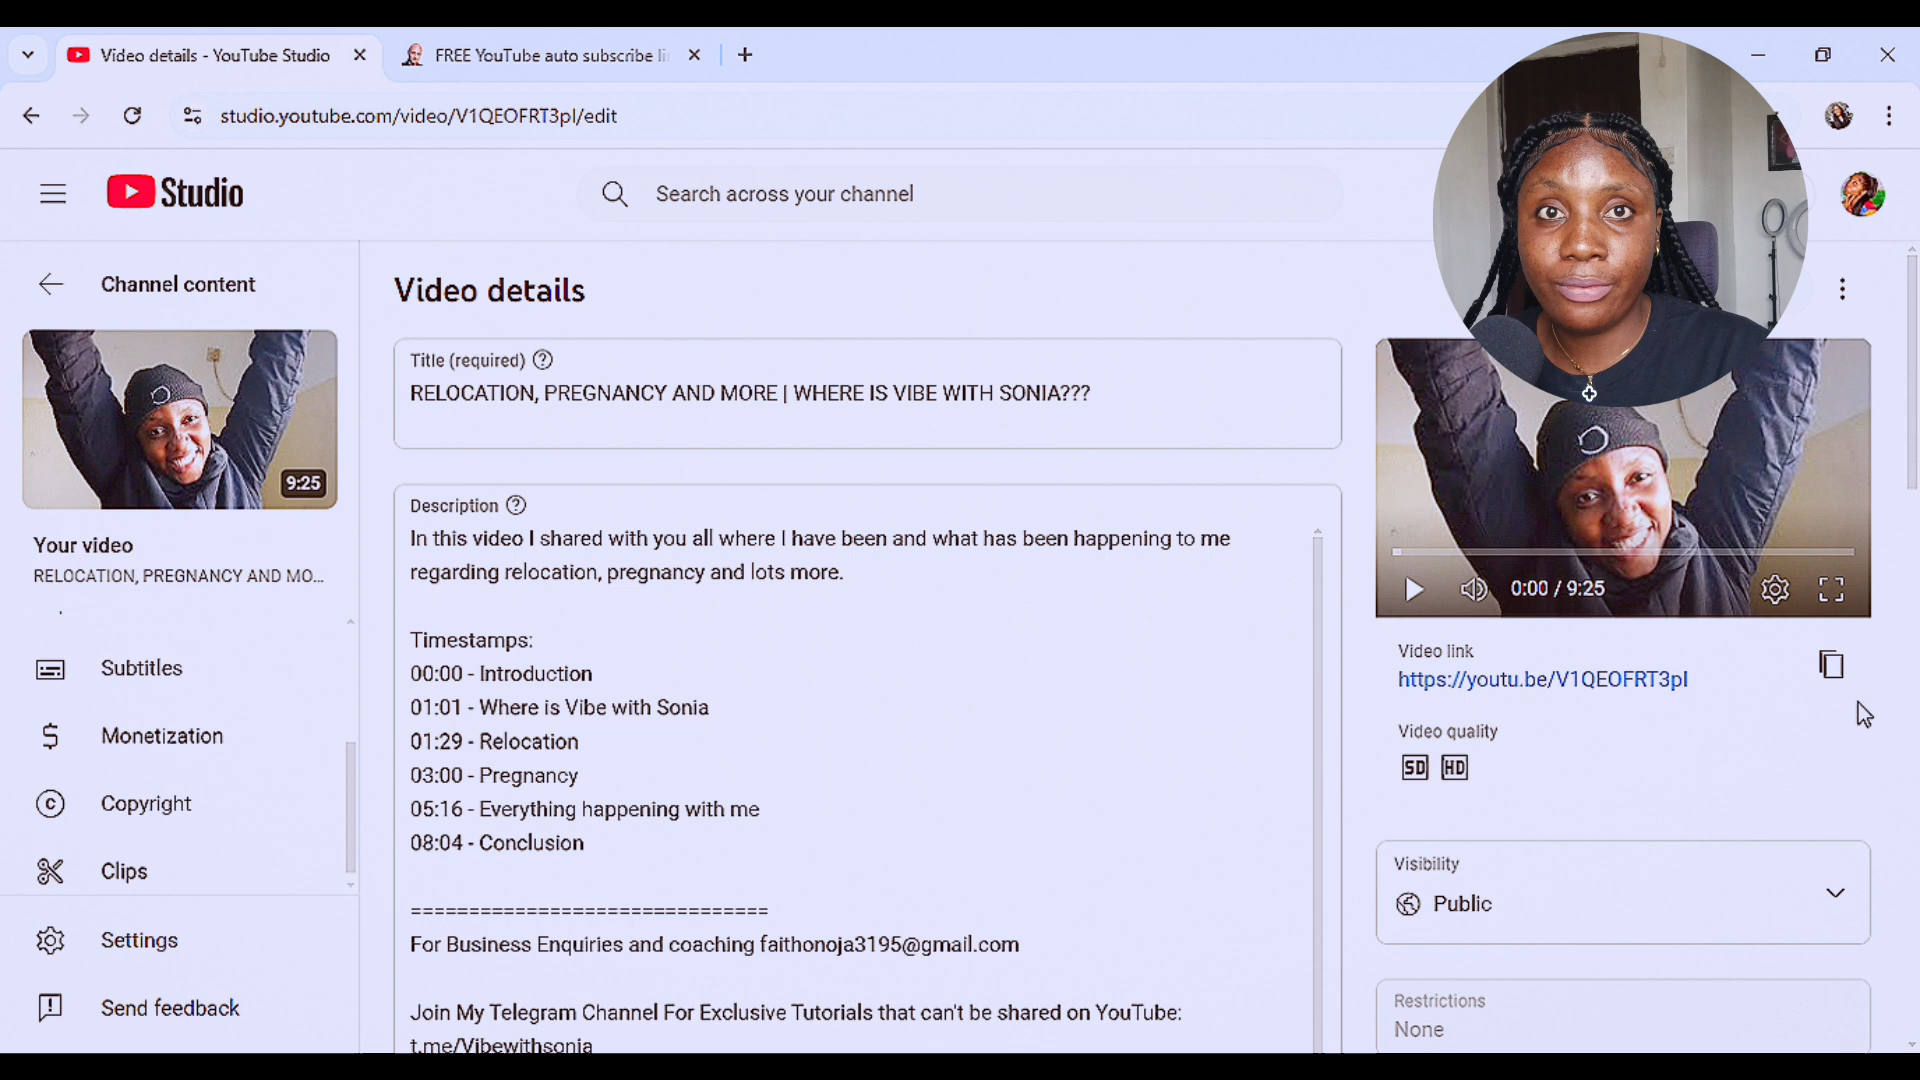 Video details - YouTube Studio
FREE YouTube auto subscribe li
studio.youtube.com/video/V1QEOFRT3pI/edit
Studio
Search across your channel
Channel content
9:25
Your video
RELOCATION, PREGNANCY AND MO...
Subtitles
Monetization
Copyright
Clips
Settings
Send feedback
Video details
Title (required)
RELOCATION, PREGNANCY AND MORE | WHERE IS VIBE WITH SONIA???
Description
In this video I shared with you all where I have been and what has been happening to me
regarding relocation, pregnancy and lots more.
Timestamps:
00:00 - Introduction
01:01 - Where is Vibe with Sonia
01:29 - Relocation
03:00 - Pregnancy
05:16 - Everything happening with me
08:04 - Conclusion
==============================
For Business Enquiries and coaching faithonoja3195@gmail.com
Join My Telegram Channel For Exclusive Tutorials that can't be shared on YouTube:
t.me/Vibewithsonia
0:00 / 9:25
Video link
https://youtu.be/V1QEOFRT3pI
Video quality
SD HD
Visibility
Public
Restrictions
None